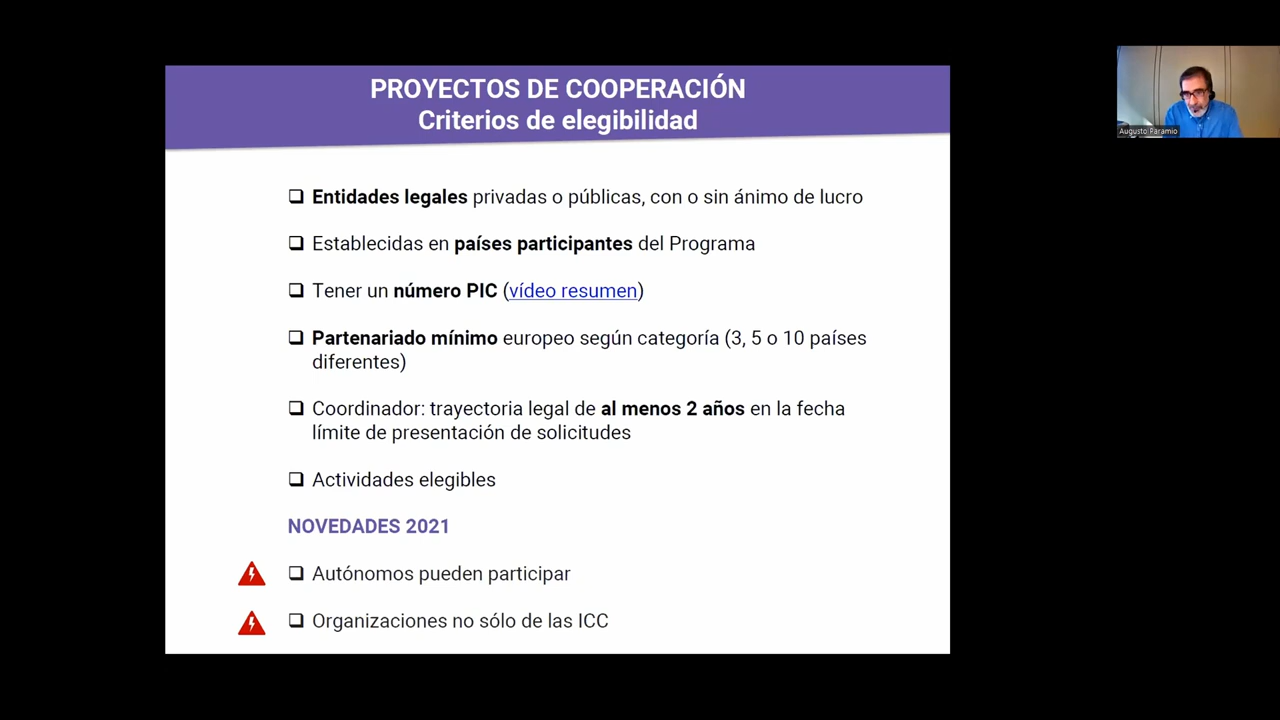 PROYECTOS DE COOPERACIÓN
Criterios de elegibilidad
Entidades legales privadas o públicas, con o sin ánimo de lucro
Establecidas en países participantes del Programa
Tener un número PIC (vídeo resumen)
Partenariado mínimo europeo según categoría (3, 5 o 10 países
diferentes)
Coordinador: trayectoria legal de al menos 2 años en la fecha
límite de presentación de solicitudes
Actividades elegibles
NOVEDADES 2021
Autónomos pueden participar
Organizaciones no sólo de las ICC
Augusto Paramio